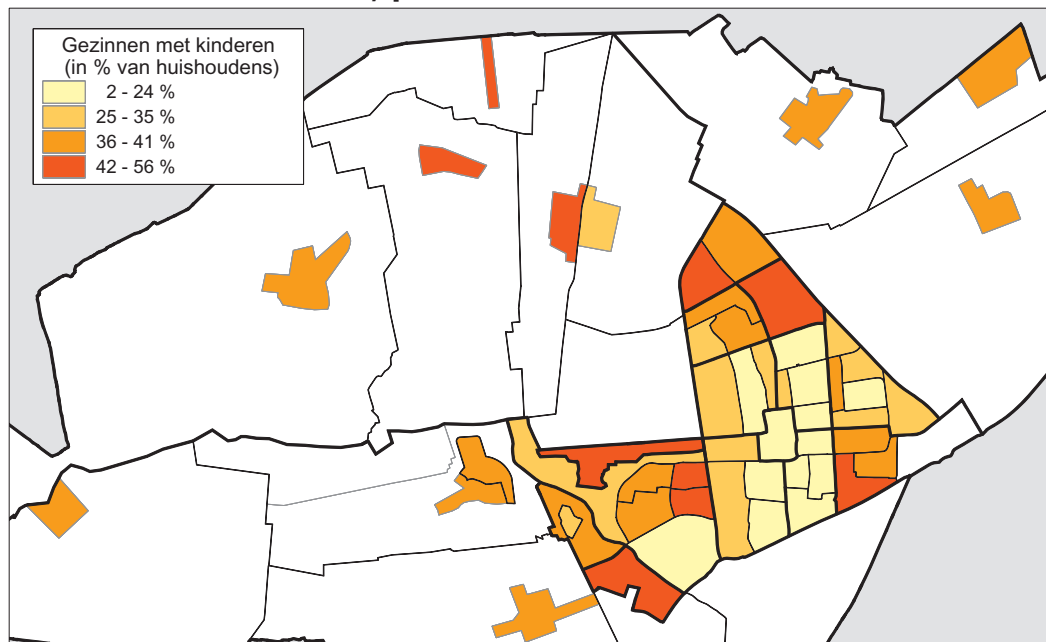 Gezinnen met kinderen
(in % van huishoudens)
2 - 24 %
25 - 35 %
36 - 41 %
42 - 56 %